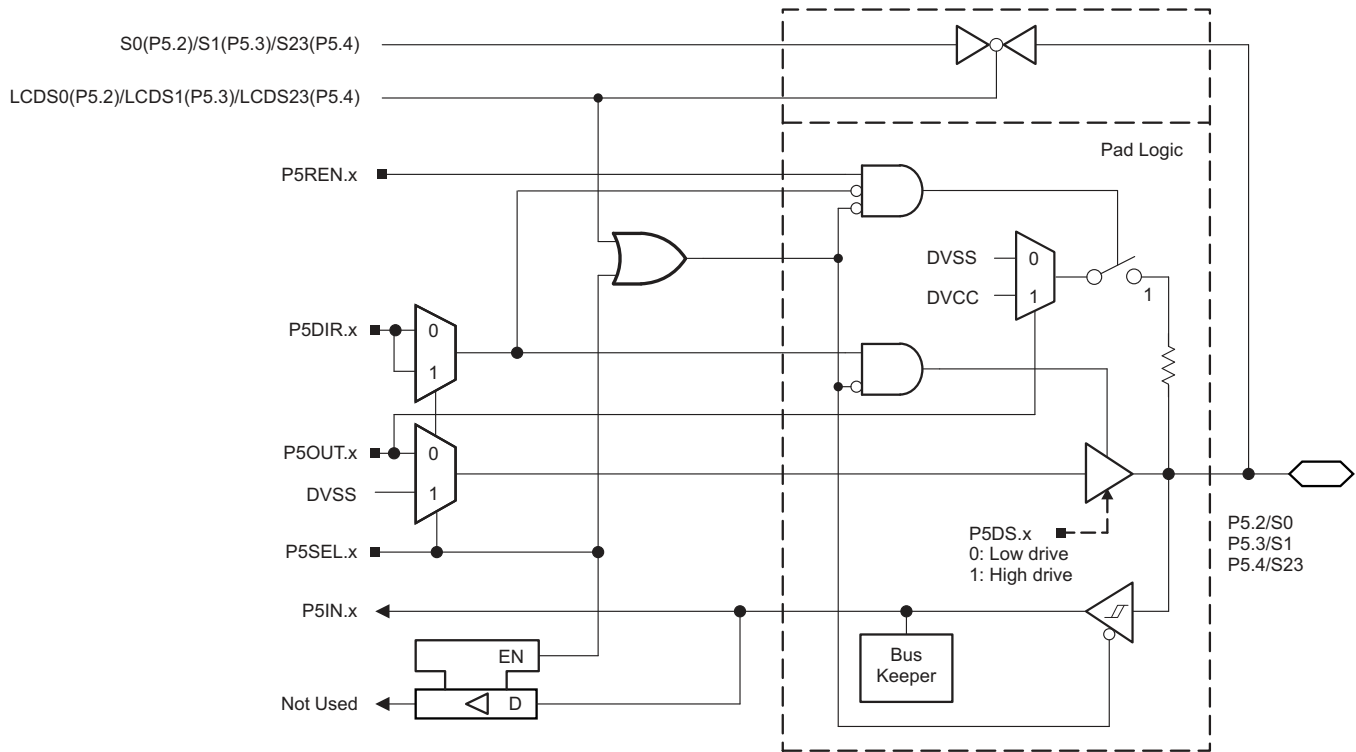 S0(P5.2)/S1(P5.3)/S23(P5.4)
LCDS0(P5.2)/LCDS1(P5.3)/LCDS23(P5.4)
Pad Logic
P5REN.x
DVSS
0
DVCC
1
1
P5DIR.x
0
1
P5OUT.x
0
DVSS
1
P5DS.x
0: Low drive
1: High drive
P5.2/S0
P5.3/S1
P5.4/S23
P5SEL.x
P5IN.x
Bus
Keeper
EN
D
Not Used